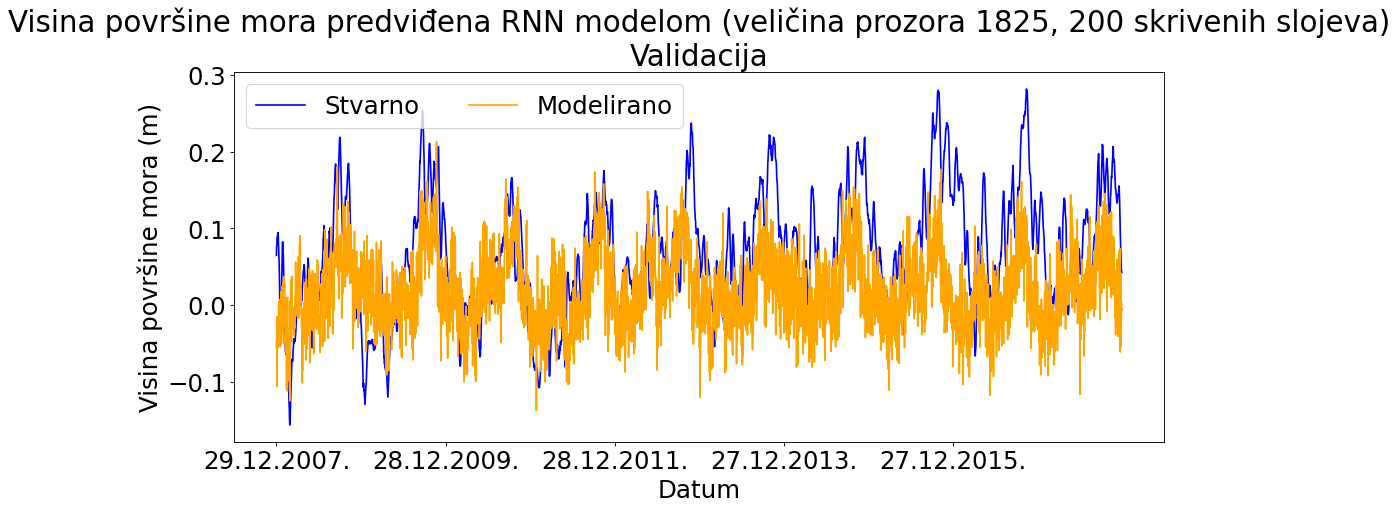 Visina površine mora predviđena RNN modelom (veličina prozora 1825, 200 skrivenih slojeva)
Validacija
Stvarno Modelirano
Visina površine mora (m)
0.3
0.2
0.1
0.0
−0.1
29.12.2007. 28.12.2009. 28.12.2011. 27.12.2013. 27.12.2015.
Datum